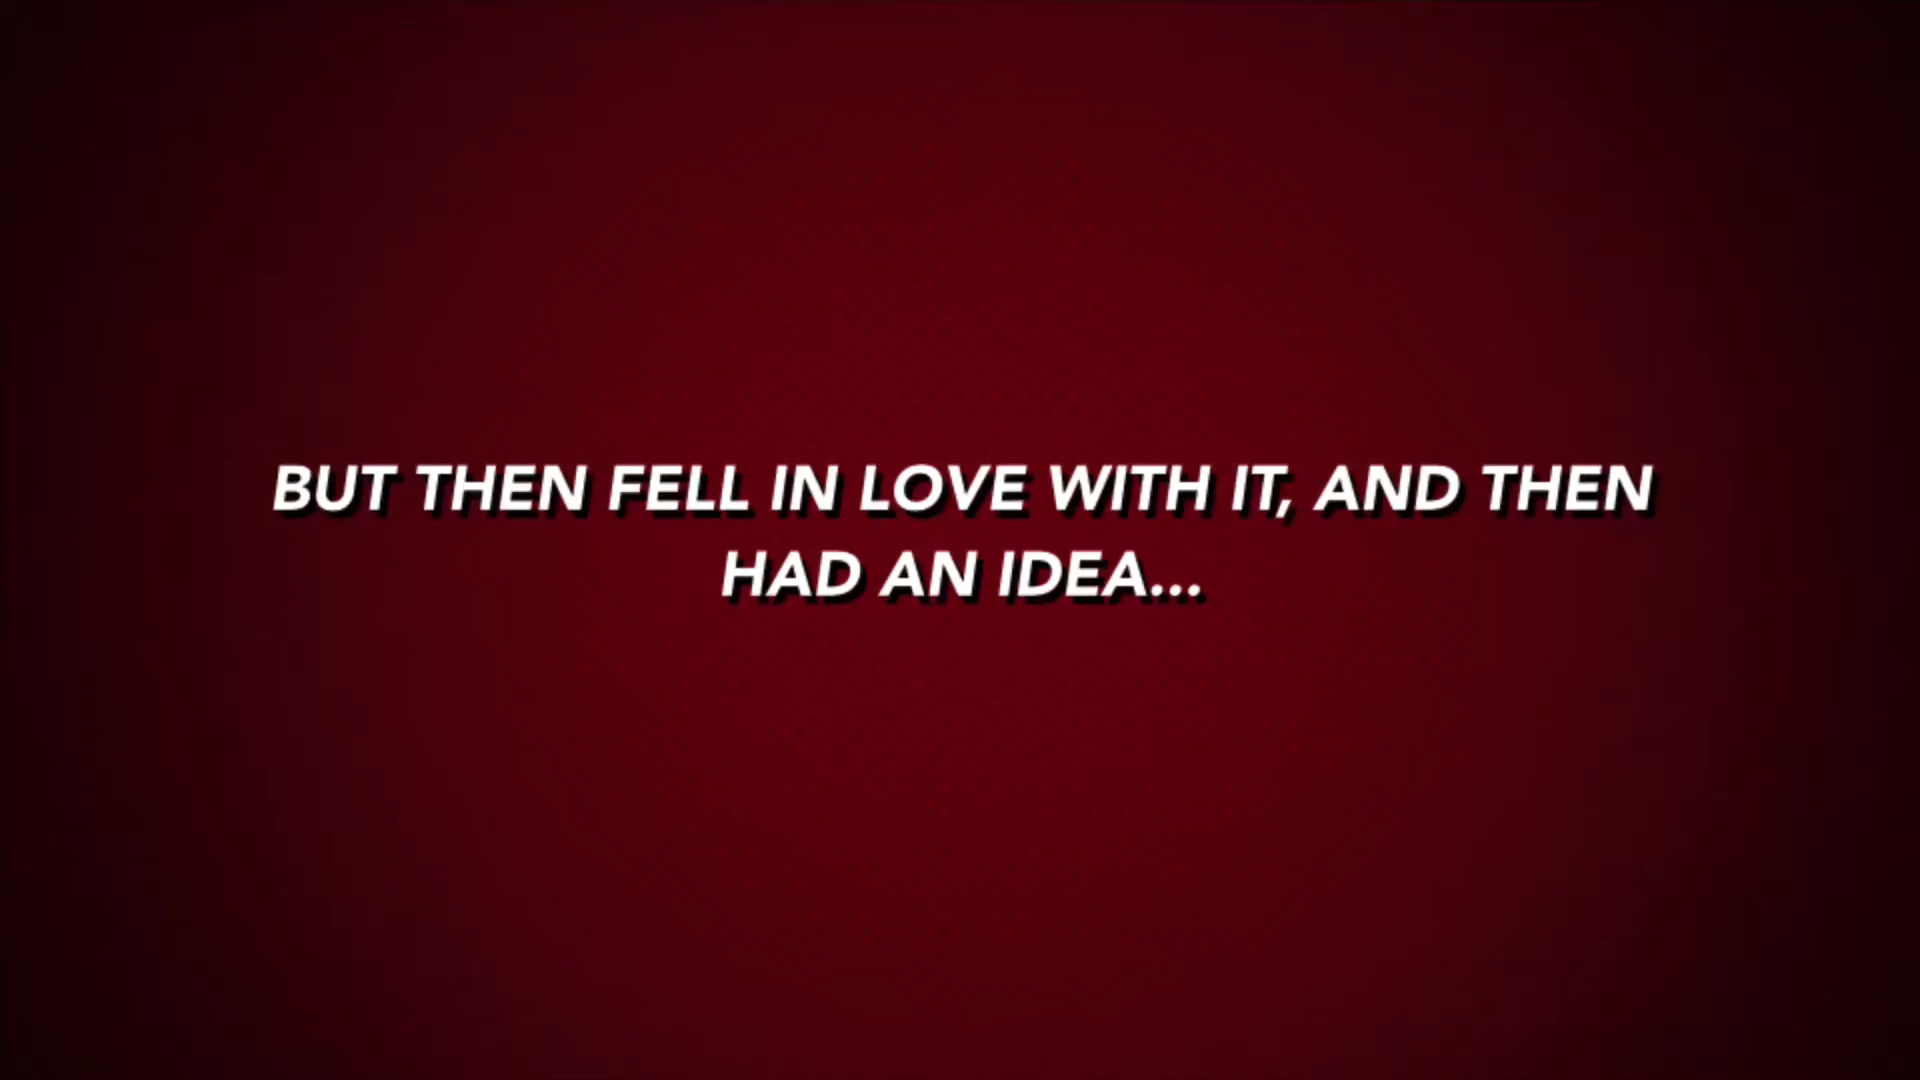 BUT THEN FELL IN LOVE WITH IT, AND THEN
HAD AN IDEA...